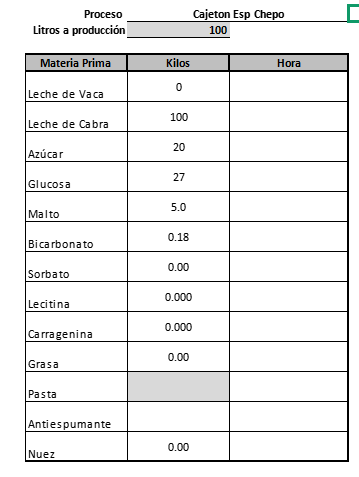 Proceso Cajeton Esp Chepo
Litros a producción 100
Materia Prima Kilos Hora
Leche de Vaca 0
Leche de Cabra 100
Azúcar 20
Glucosa 27
Malto 5.0
Bicarbonato 0.18
Sorbato 0.00
Lecitina 0.000
Carragenina 0.000
Grasa 0.00
Pasta
Antiespumante
Nuez 0.00